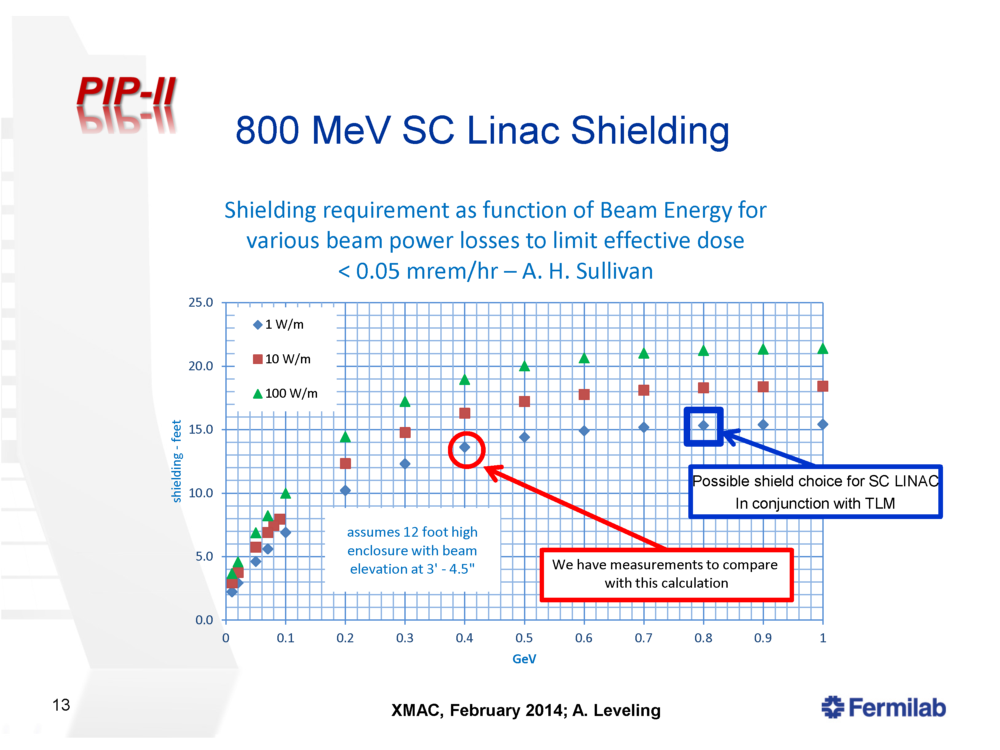 PIP-II
800 MeV SC Linac Shielding
Shielding requirement as function of Beam Energy for
various beam power losses to limit effective dose
< 0.05 mrem/hr – A. H. Sullivan
25.0
20.0
15.0
10.0
5.0
0.0
shielding - feet
1 W/m
10 W/m
100 W/m
Possible shield choice for SC LINAC
In conjunction with TLM
assumes 12 foot high
enclosure with beam
elevation at 3' - 4.5"
We have measurements to compare
with this calculation
0 0.1 0.2 0.3 0.4 0.5 0.6 0.7 0.8 0.9 1
GeV
13
XMAC, February 2014; A. Leveling
Fermilab